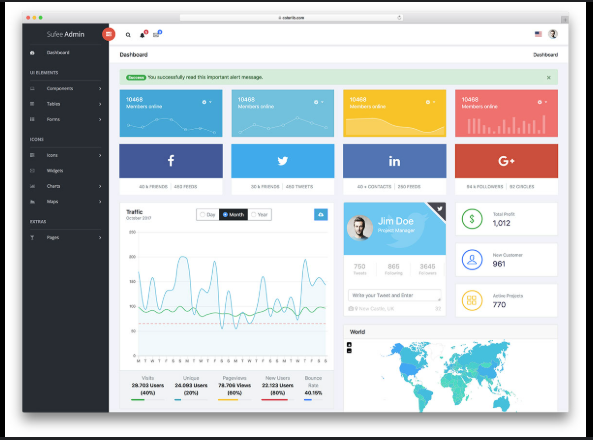 colorlib.com
Sufee Admin
Dashboard
UI ELEMENTS
Components
Tables
Forms
ICONS
Icons
Widgets
Charts
Maps
EXTRAS
Pages
Dashboard
Dashboard
Success You successfully read this important alert message.
10468
Members online
10468
Members online
10468
Members online
10468
Members online
40 k FRIENDS 450 FEEDS
30 k FRIENDS 450 TWEETS
40 + CONTACTS 250 FEEDS
94 k FOLLOWERS 92 CIRCLES
Traffic
October 2017
Day Month Year
250
200
150
100
50
0
M T W T F S S M T W T F S S M T W T F S S M T W T F S S
Visits
29.703 Users
(40%)
Unique
24.093 Users
(20%)
Pageviews
78.706 Views
(60%)
New Users
22.123 Users
(80%)
Bounce
Rate
40.15%
Jim Doe
Project Manager
750
Tweets
865
Following
3645
Followers
Write your Tweet and Enter
Total Profit
1,012
New Customer
961
Active Projects
770
World
+
-